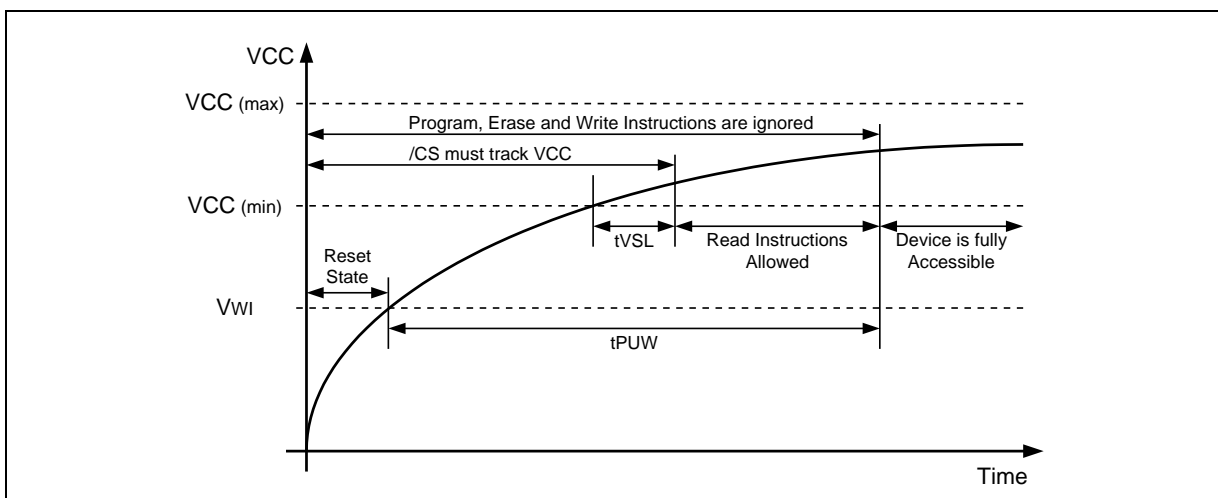 VCC
VCC (max)
Program, Erase and Write Instructions are ignored
/CS must track VCC
VCC (min)
tVSL
Read Instructions
Allowed
Device is fully
Accessible
Reset
State
VWI
tPUW
Time